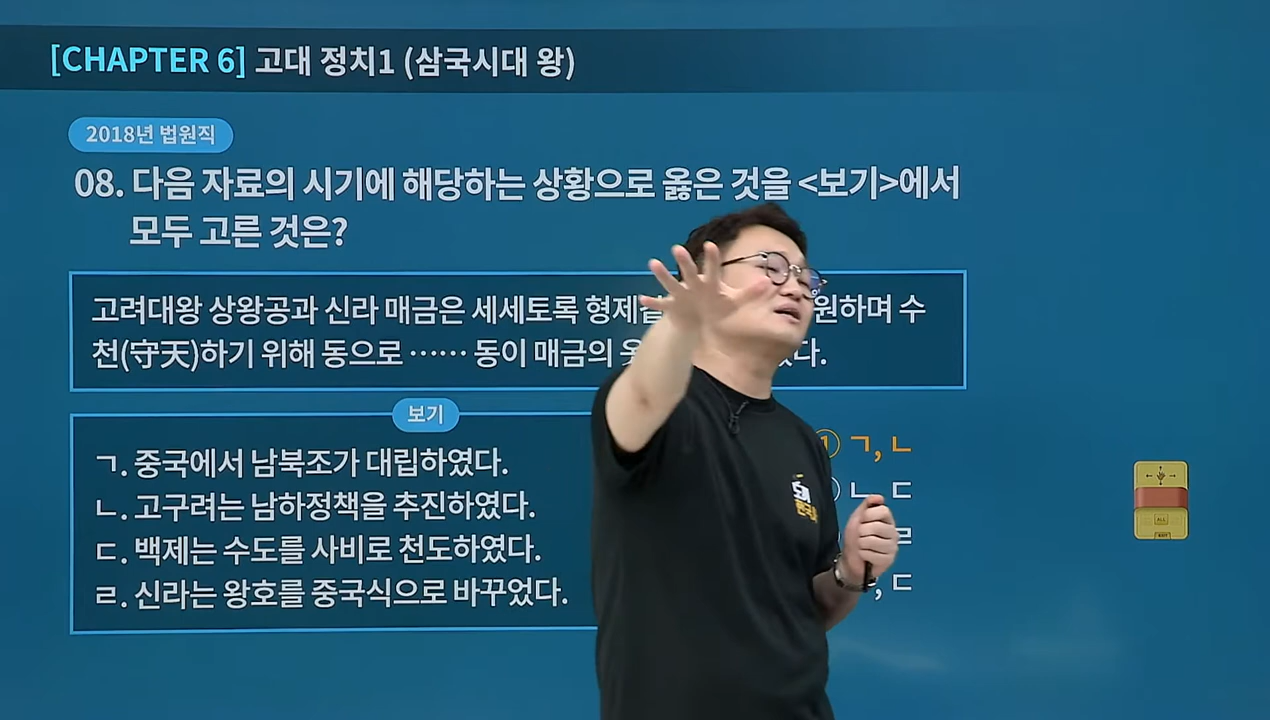 [CHAPTER 6] 고대 정치1 (삼국시대 왕)
2018년 법원직
08. 다음 자료의 시기에 해당하는 상황으로 옳은 것을 <보기>에서
모두 고른 것은?
고려대왕 상왕공과 신라 매금은 세세토록 원하며 수
천(守天)하기 위해 동으로 …… 동이 매금의
보기
ㄱ. 중국에서 남북조가 대립하였다.
ㄴ. 고구려는 남하정책을 추진하였다.
ㄷ. 백제는 수도를 사비로 천도하였다.
ㄹ. 신라는 왕호를 중국식으로 바꾸었다.
① ㄱ, ㄴ
ㄴ, ㄷ
ㄹ
, ㄷ
ALL